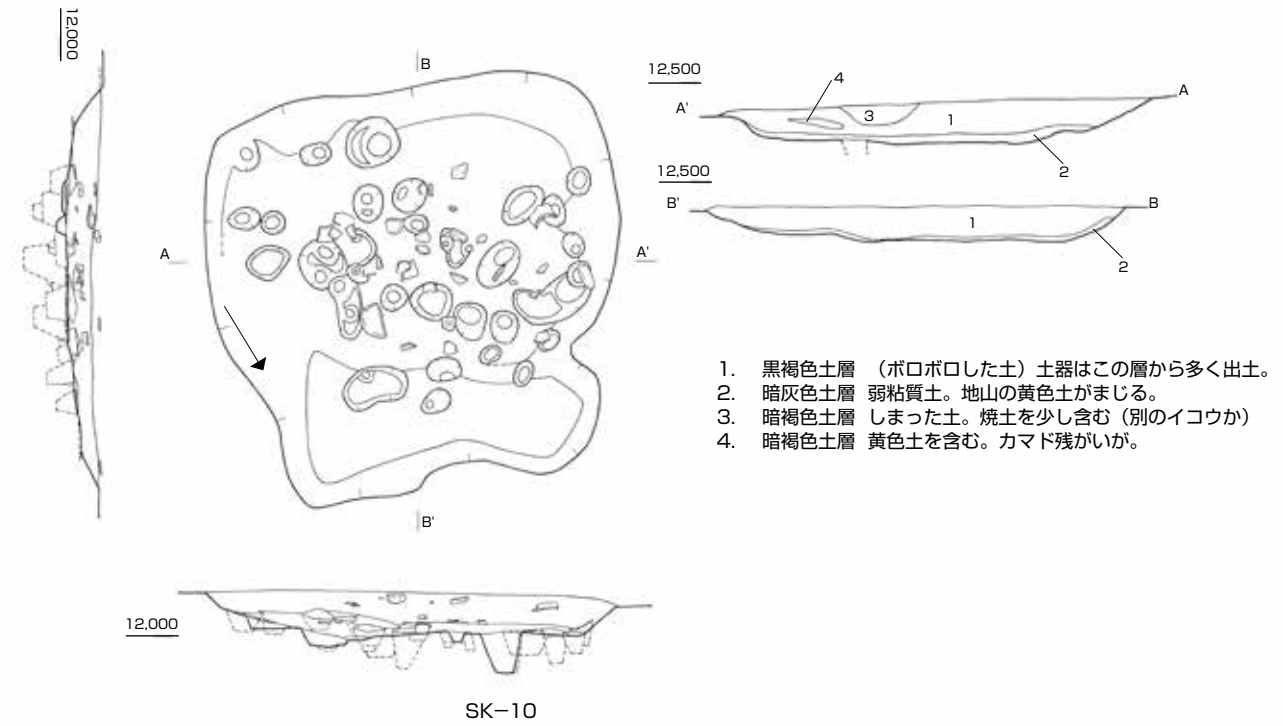 12,000
B
A
A'
B'
12,500
4
A'
3
1
A
2
12,500
B'
1
B
2
1. 黒褐色土層 （ボロボロした土）土器はこの層から多く出土。
2. 暗灰色土層 弱粘質土。地山の黄色土がまじる。
3. 暗褐色土層 しまった土。焼土を少し含む（別のイコウか）
4. 暗褐色土層 黄色土を含む。カマド残がいが。
12,000
SK−10